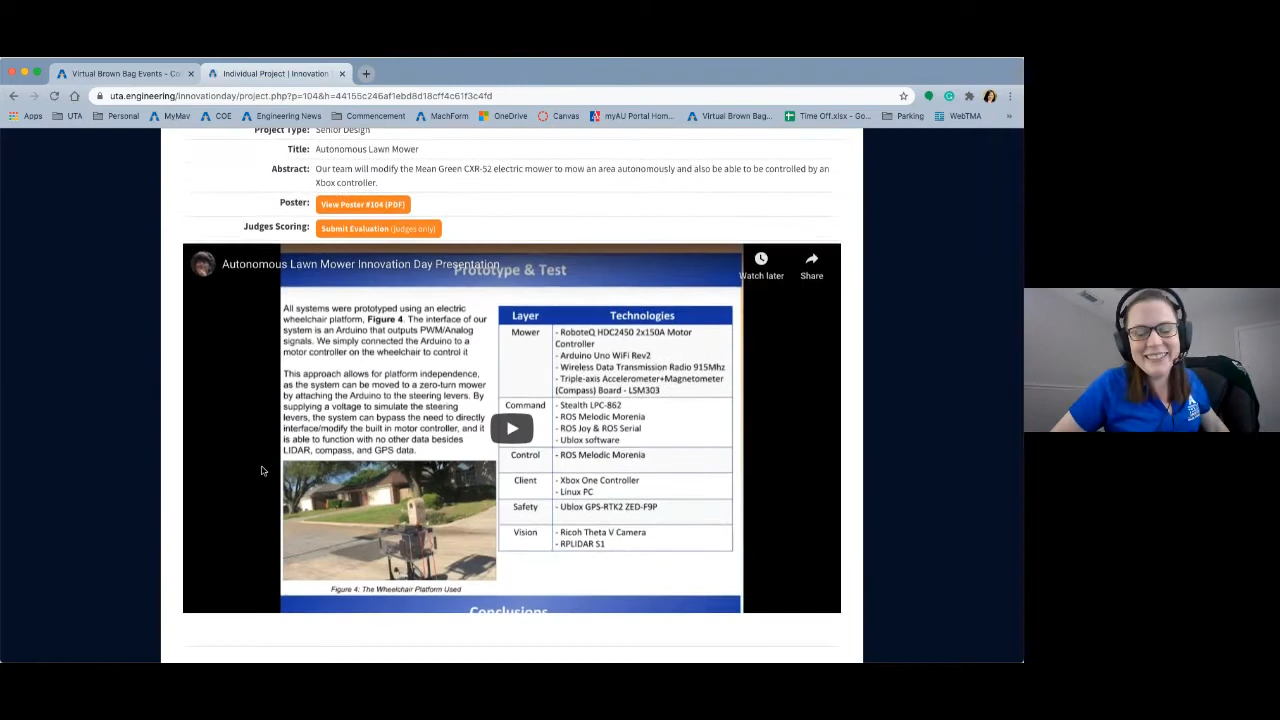 Virtual Brown Bag Events - Co
Individual Project | Innovation
uta.engineering/innovationday/project.php?p=104&h=44155c246af1ebd8d18cff4c61f3c4fd
Apps UTA Personal MyMav COE Engineering News Commencement MachForm OneDrive Canvas myAU Portal Hom... Virtual Brown Bag... Time Off.xlsx - Go... Parking WebTMA »
Project Type: Senior Design
Title: Autonomous Lawn Mower
Abstract: Our team will modify the Mean Green CXR-52 electric mower to mow an area autonomously and also be able to be controlled by an
Xbox controller.
Poster: View Poster #104 (PDF)
Judges Scoring: Submit Evaluation (judges only)
Autonomous Lawn Mower Innovation Day Presentation
Watch later Share
Prototype & Test
All systems were prototyped using an electric
wheelchair platform, Figure 4. The interface of our
system is an Arduino that outputs PWM/Analog
signals. We simply connected the Arduino to a
motor controller on the wheelchair to control it
This approach allows for platform independence,
as the system can be moved to a zero-turn mower
by attaching the Arduino to the steering levers. By
supplying a voltage to simulate the steering
levers, the system can bypass the need to directly
interface/modify the built in motor controller, and it
is able to function with no other data besides
LIDAR, compass, and GPS data.
Figure 4: The Wheelchair Platform Used
Layer Technologies
Mower - RoboteQ HDC2450 2x150A Motor
Controller
- Arduino Uno WiFi Rev2
- Wireless Data Transmission Radio 915Mhz
- Triple-axis Accelerometer+Magnetometer
(Compass) Board - LSM303
Command - Stealth LPC-862
- ROS Melodic Morenia
- ROS Joy & ROS Serial
- Ublox software
Control - ROS Melodic Morenia
Client - Xbox One Controller
- Linux PC
Safety - Ublox GPS-RTK2 ZED-F9P
Vision - Ricoh Theta V Camera
- RPLIDAR S1
Conclusions